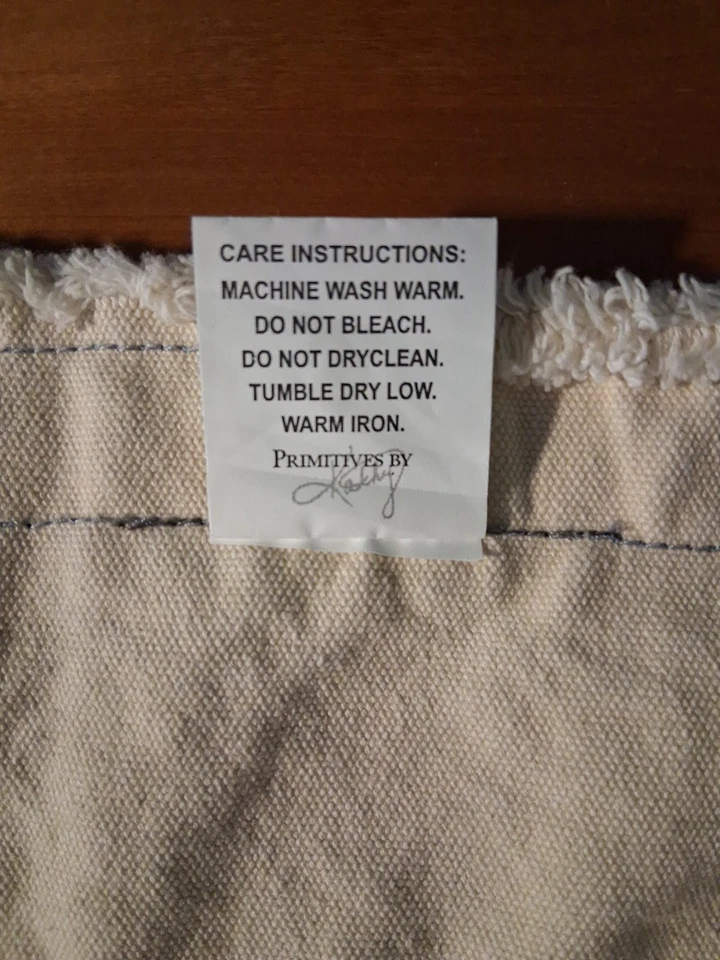 CARE INSTRUCTIONS:
MACHINE WASH WARM.
DO NOT BLEACH.
DO NOT DRYCLEAN.
TUMBLE DRY LOW.
WARM IRON.
PRIMITIVES BY
Kathy